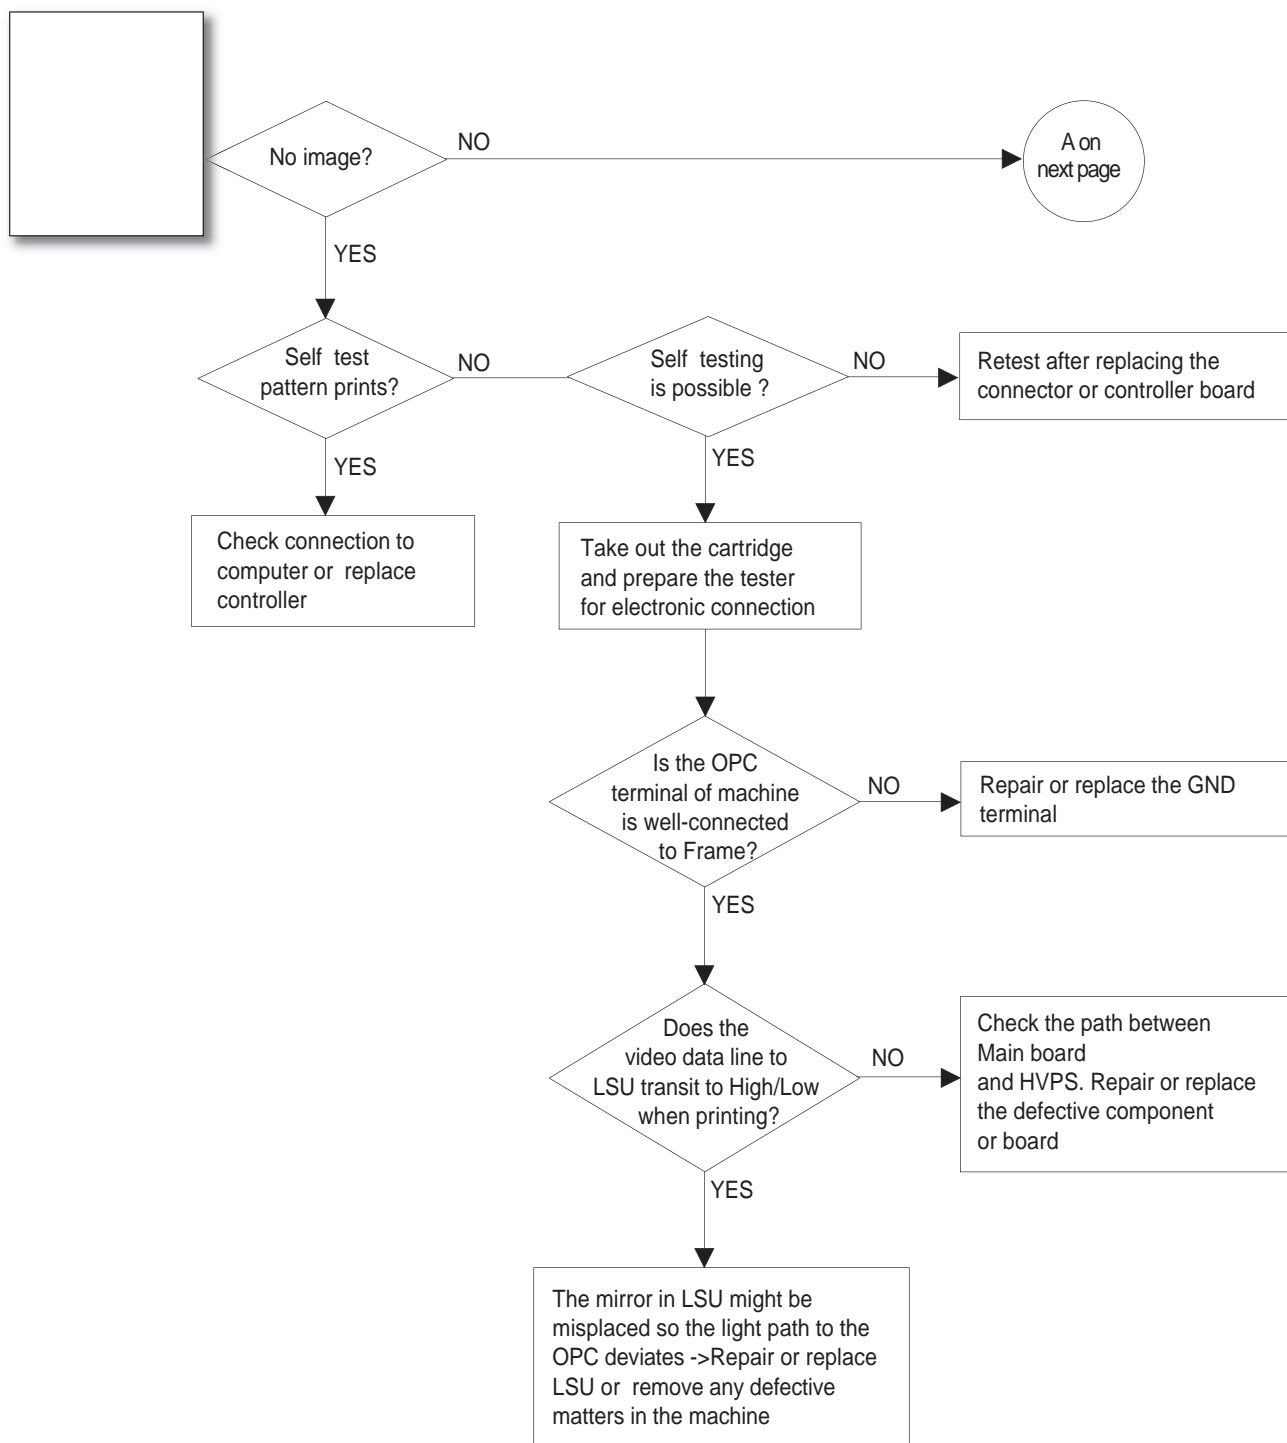 No image?
NO
A on
next page
YES
Self test
pattern prints?
NO
Self testing
is possible ?
NO
Retest after replacing the
connector or controller board
YES
YES
Check connection to
computer or replace
controller
Take out the cartridge
and prepare the tester
for electronic connection
Is the OPC
terminal of machine
is well-connected
to Frame?
NO
Repair or replace the GND
terminal
YES
Does the
video data line to
LSU transit to High/Low
when printing?
NO
Check the path between
Main board
and HVPS. Repair or replace
the defective component
or board
YES
The mirror in LSU might be
misplaced so the light path to the
OPC deviates ->Repair or replace
LSU or remove any defective
matters in the machine